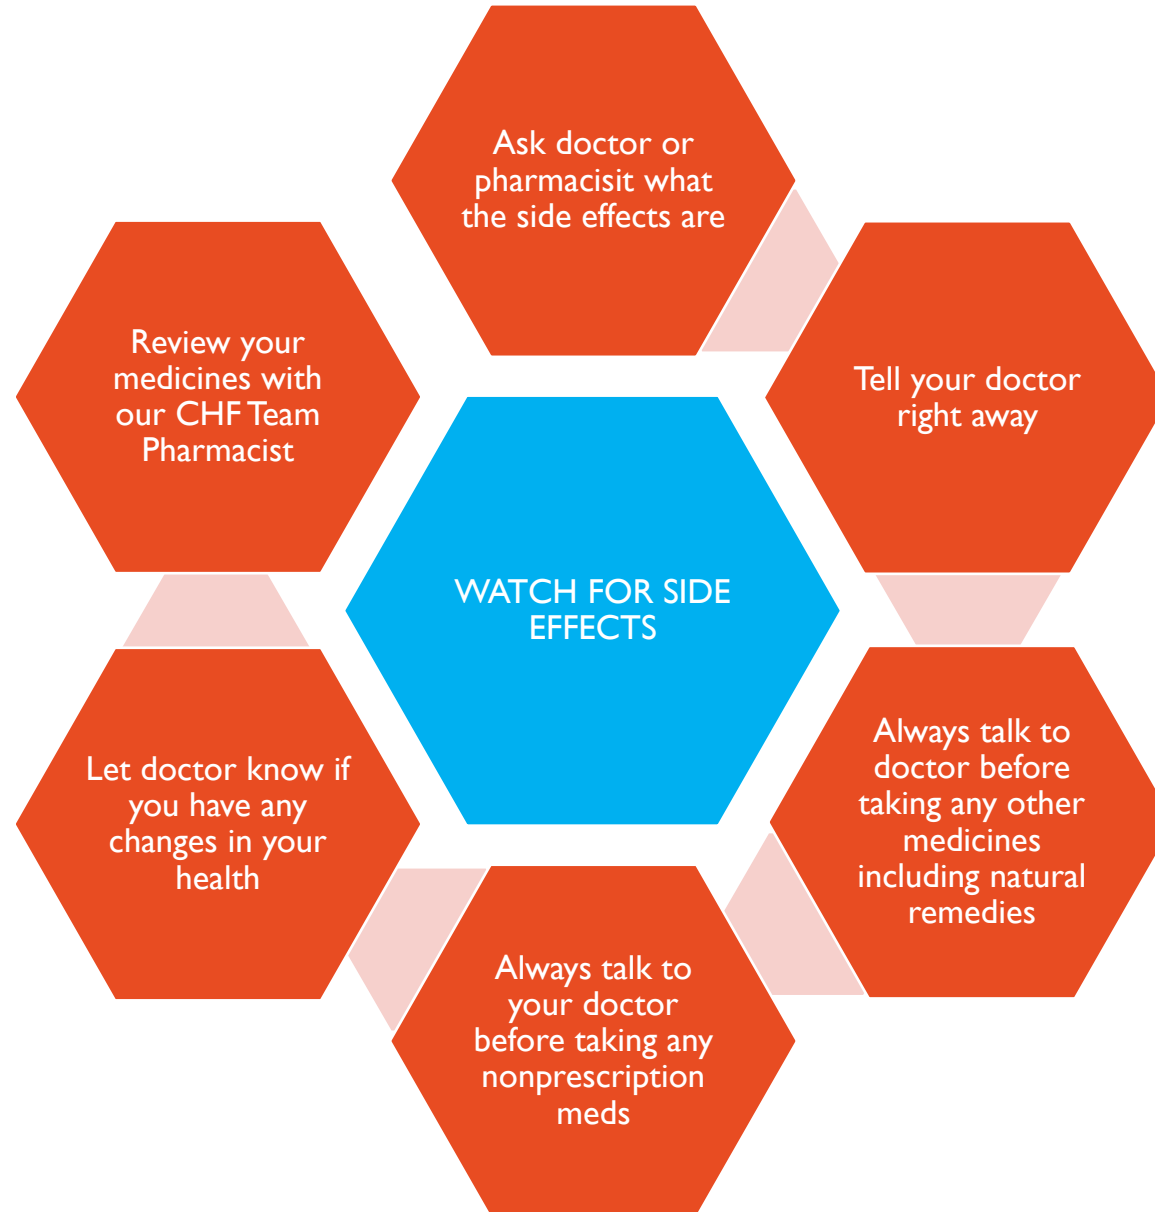 Ask doctor or
pharmacisit what
the side effects are
Tell your doctor
right away
Always talk to
doctor before
taking any other
medicines
including natural
remedies
Always talk to
your doctor
before taking any
nonprescription
meds
Let doctor know if
you have any
changes in your
health
Review your
medicines with
our CHF Team
Pharmacist
WATCH FOR SIDE
EFFECTS